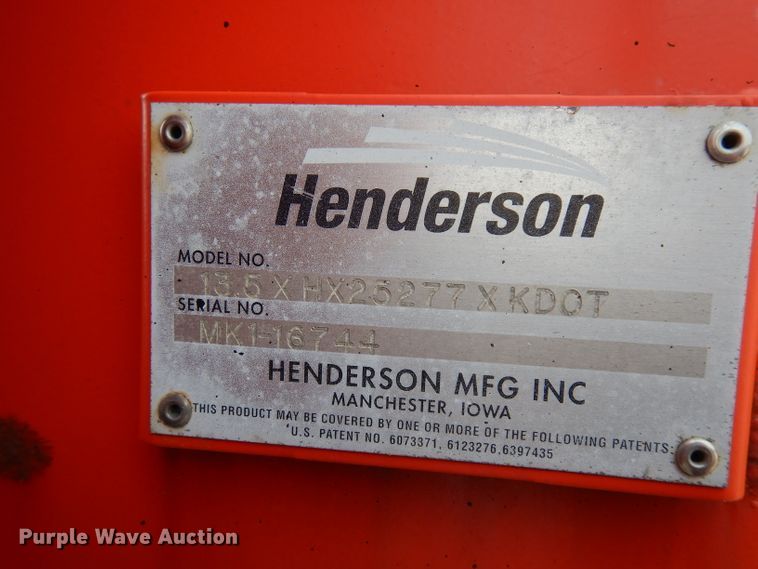 Henderson
MODEL NO.
13.5 X HX25277 X KDOT
SERIAL NO.
MK1-16744
HENDERSON MFG INC
MANCHESTER, IOWA
THIS PRODUCT MAY BE COVERED BY ONE OR MORE OF THE FOLLOWING PATENTS:
U.S. PATENT NO. 6073371, 6123276,6397435
Purple Wave Auction